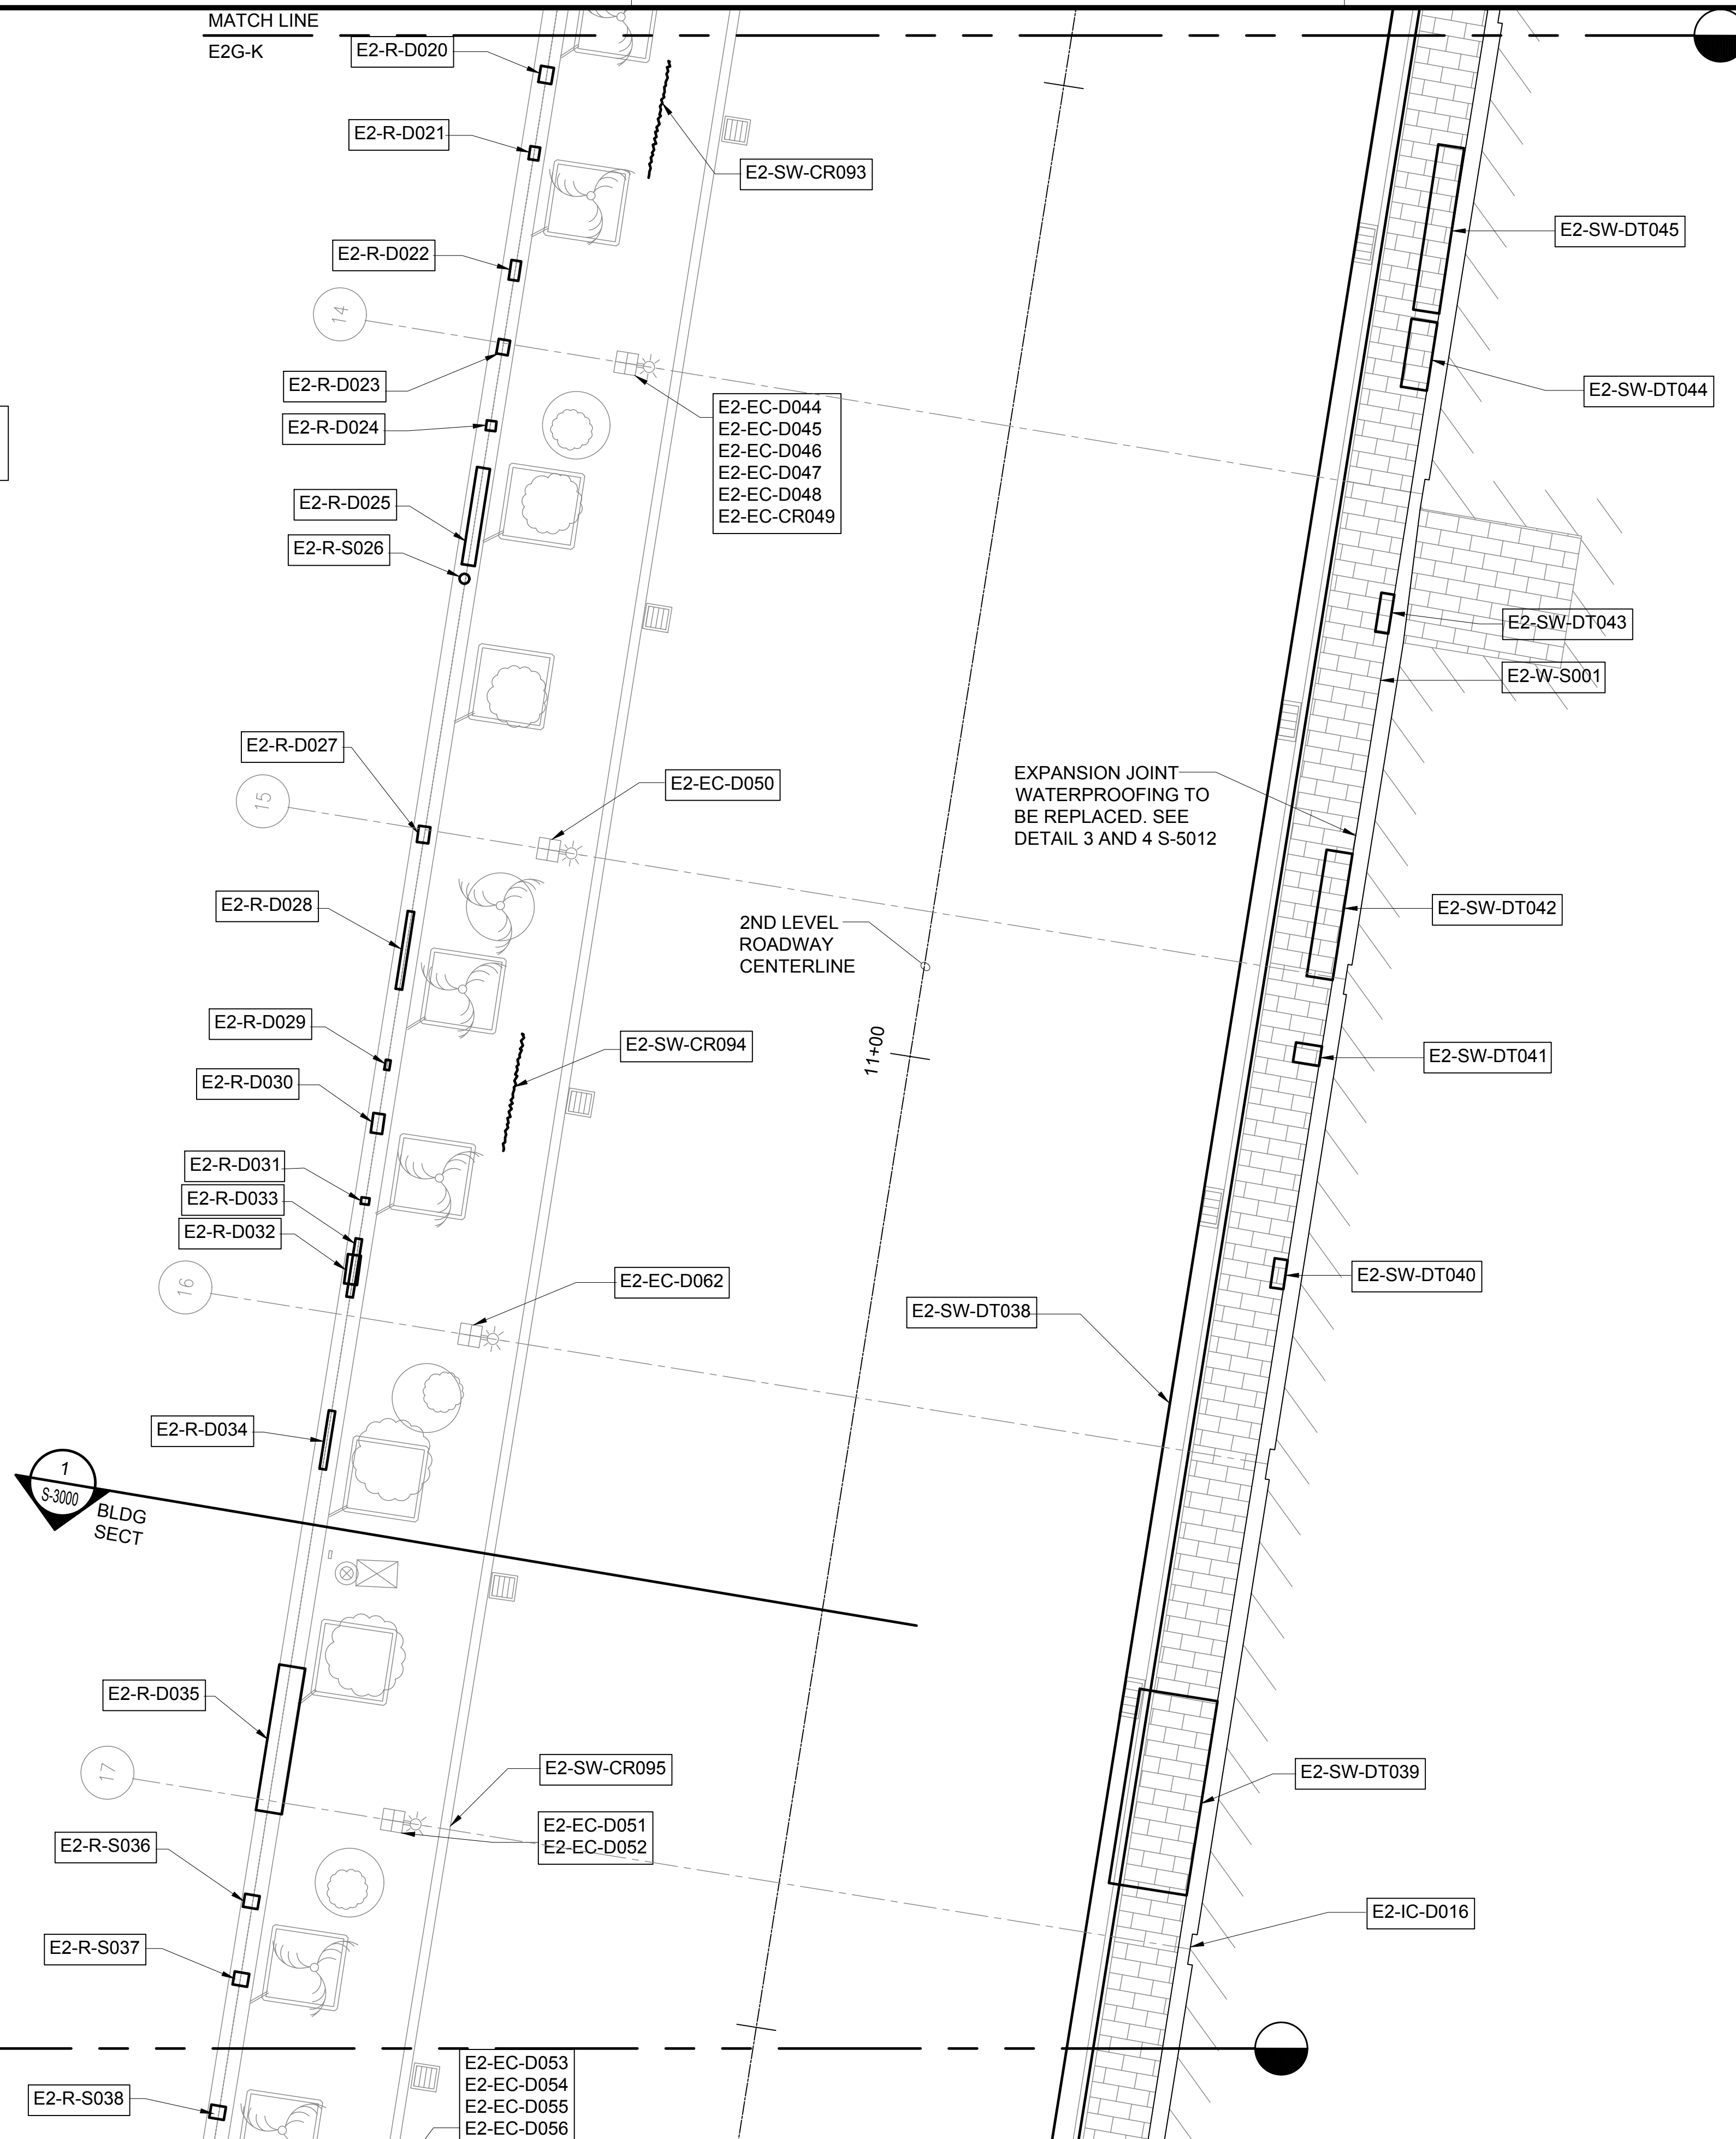 MATCH LINE
E2G-K
E2-R-D020
E2-R-D021
E2-SW-CR093
E2-SW-DT045
E2-R-D022
14
E2-R-D023
E2-SW-DT044
E2-R-D024
E2-EC-D044
E2-EC-D045
E2-EC-D046
E2-EC-D047
E2-EC-D048
E2-EC-CR049
E2-R-D025
E2-R-S026
E2-SW-DT043
E2-W-S001
E2-R-D027
15
E2-EC-D050
EXPANSION JOINT
WATERPROOFING TO
BE REPLACED. SEE
DETAIL 3 AND 4 S-5012
E2-R-D028
E2-SW-DT042
2ND LEVEL
ROADWAY
CENTERLINE
E2-R-D029
E2-SW-CR094
11+00
E2-SW-DT041
E2-R-D030
E2-R-D031
E2-R-D033
E2-R-D032
16
E2-EC-D062
E2-SW-DT040
E2-SW-DT038
E2-R-D034
1
S-3000
BLDG
SECT
E2-R-D035
17
E2-SW-CR095
E2-SW-DT039
E2-EC-D051
E2-EC-D052
E2-R-S036
E2-IC-D016
E2-R-S037
E2-EC-D053
E2-EC-D054
E2-EC-D055
E2-EC-D056
E2-R-S038